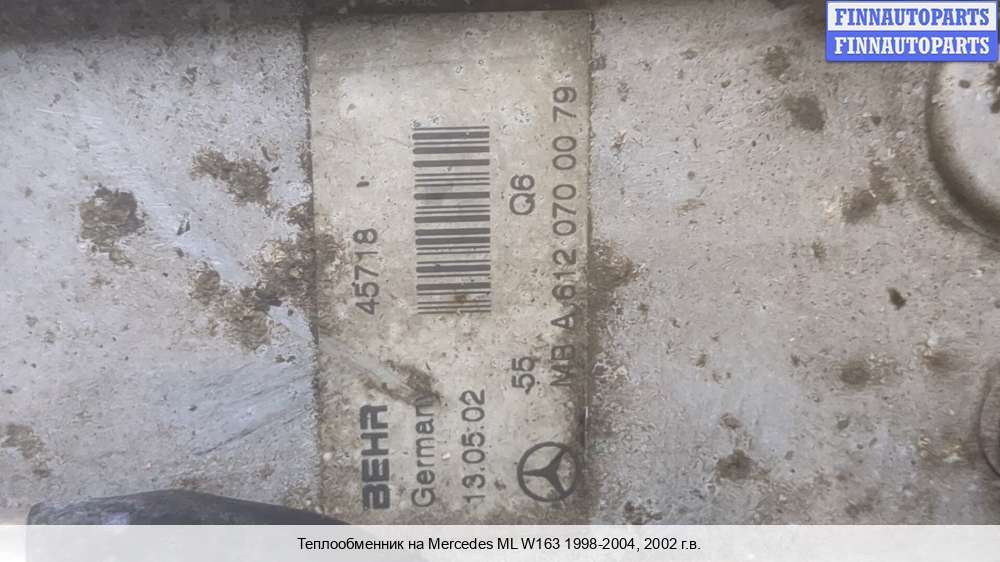 FINNAUTOPARTS
FINNAUTOPARTS
BEHR 45718
Germany
13.05.02
55 Q6
MB A 612 070 00 79
Теплообменник на Mercedes ML W163 1998-2004, 2002 г.в.